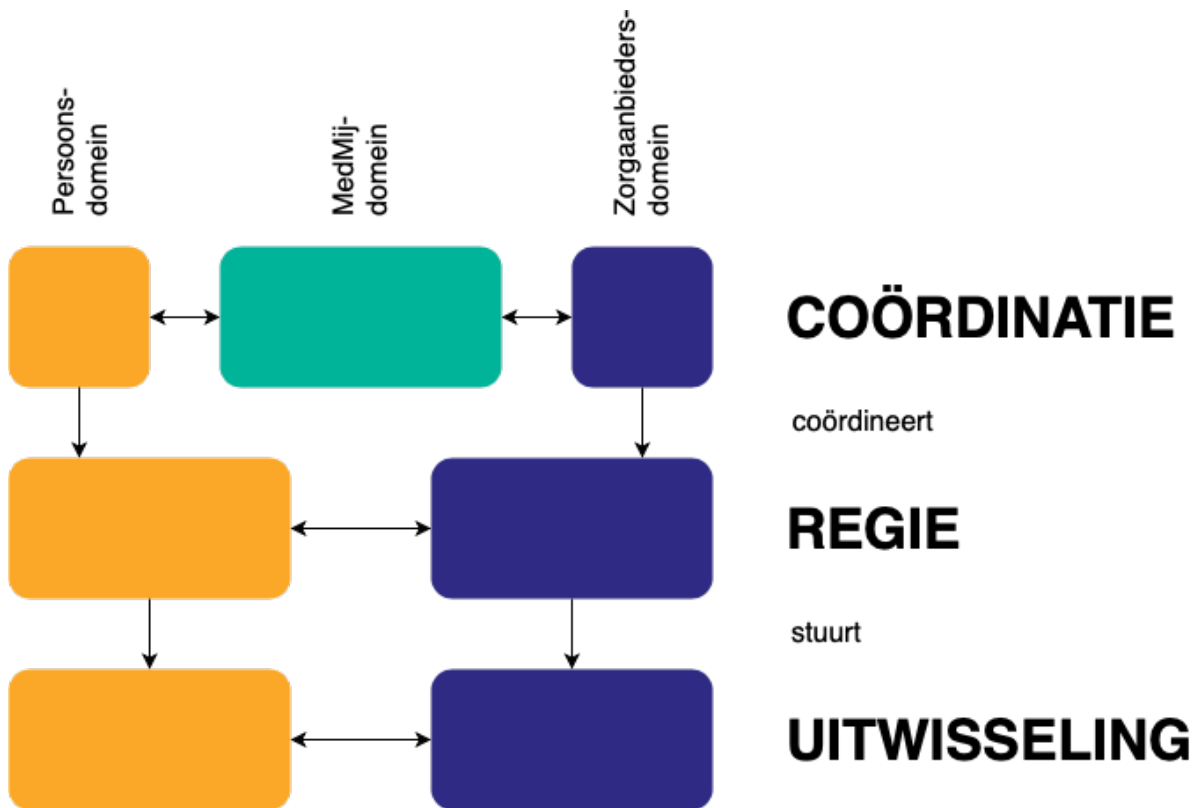 Persoons-
domein
MedMij-
domein
Zorgaanbieders-
domein
COÖRDINATIE
coördineert
REGIE
stuurt
UITWISSELING